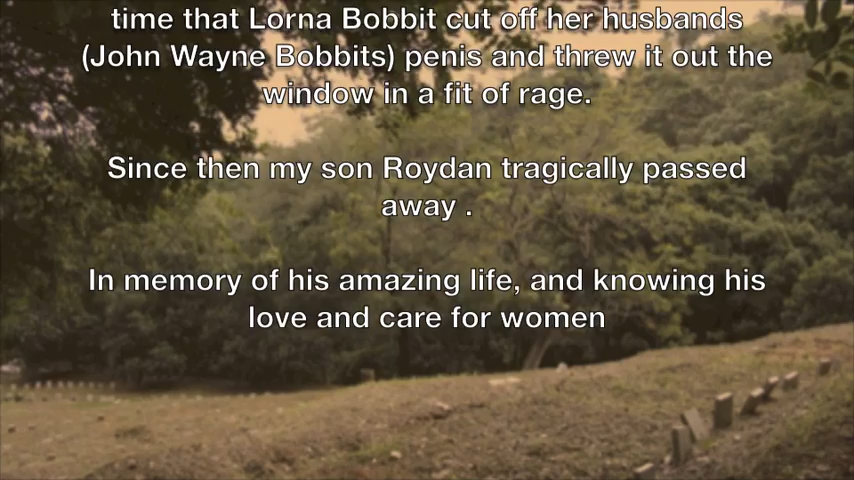 time that Lorna Bobbit cut off her husbands
(John Wayne Bobbits) penis and threw it out the
window in a fit of rage.
Since then my son Roydan tragically passed
away .
In memory of his amazing life, and knowing his
love and care for women